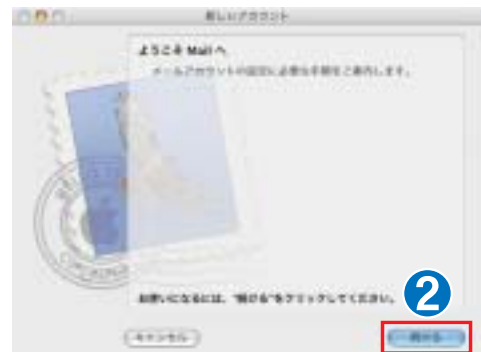 新しいアカウント
ようこそ Mail へ
メールアカウントの設定に必要な手順をご案内します。
お使いになるには、"続ける"をクリックしてください。
2
キャンセル
続ける